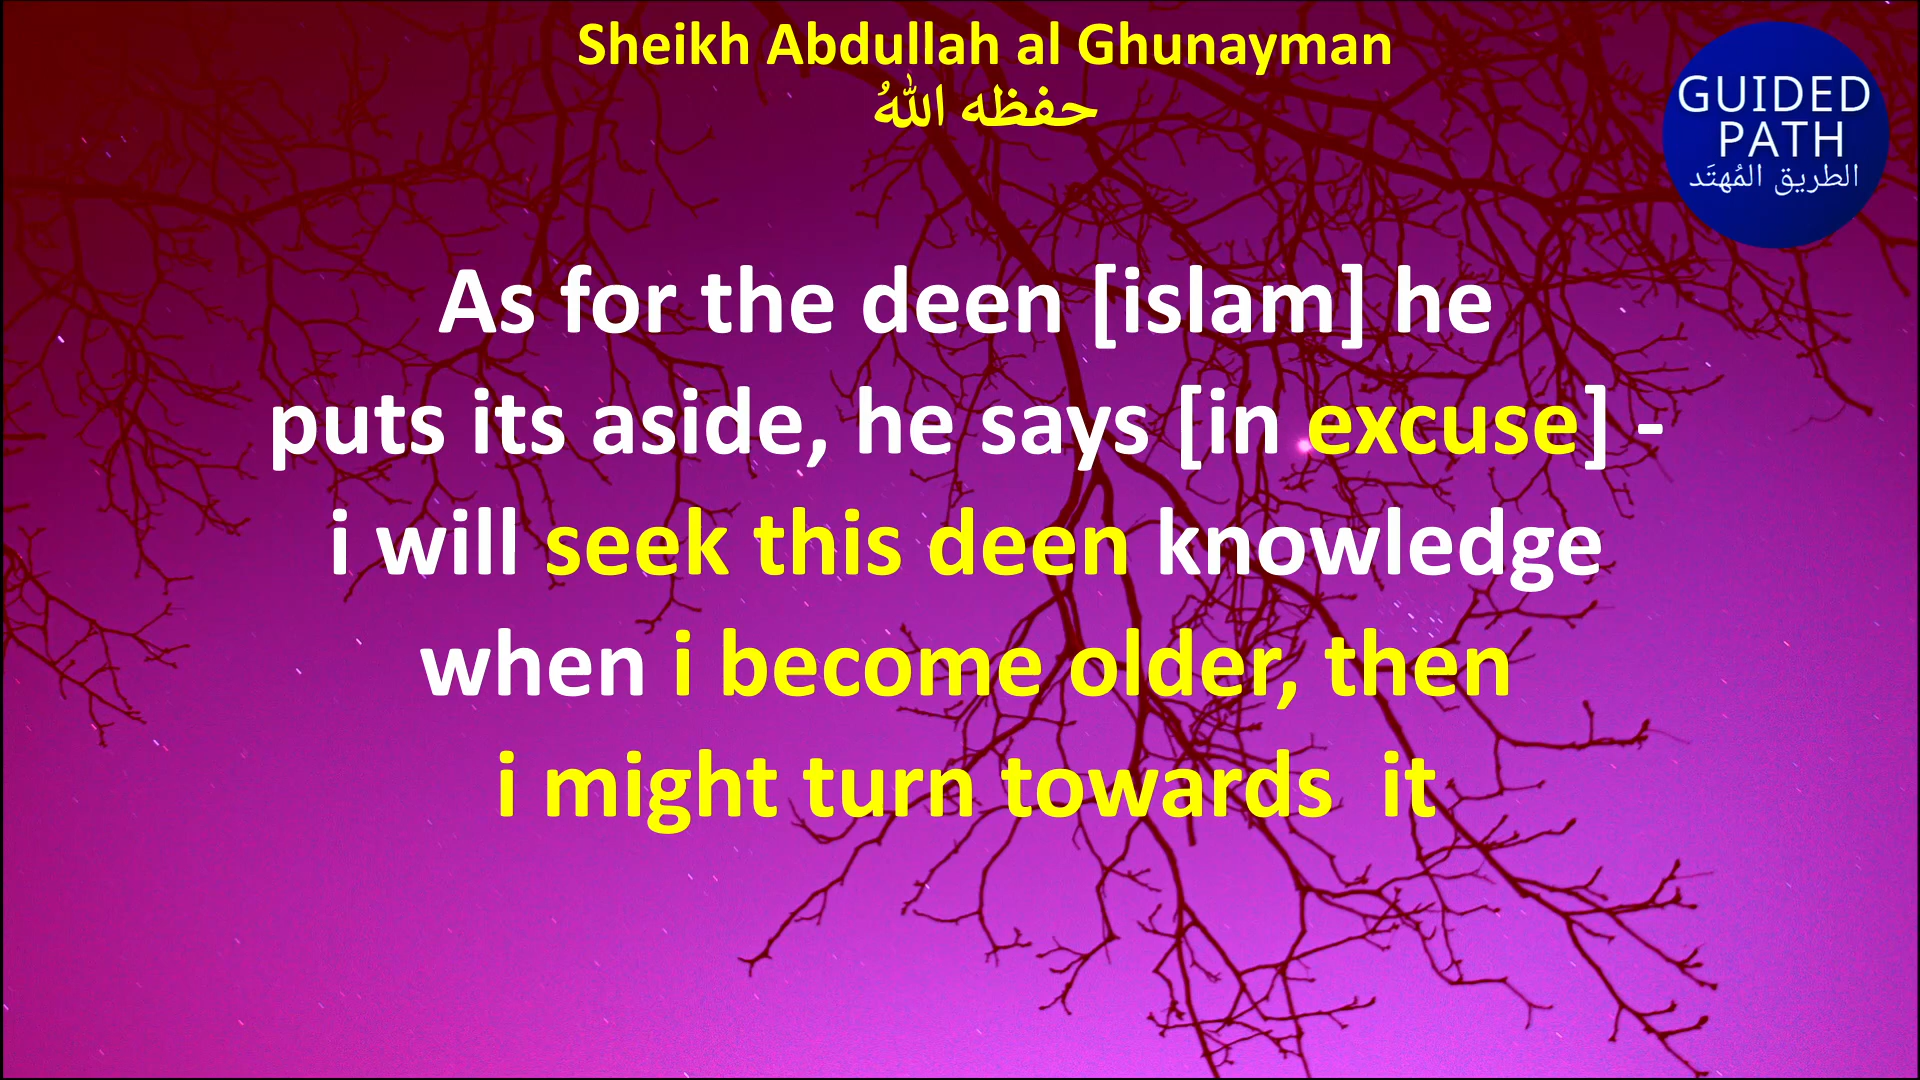 Sheikh Abdullah al Ghunayman
حفظه اللهُ
GUIDED
PATH
الطريق المُهتَد
As for the deen [islam] he
puts its aside, he says [in excuse] -
i will seek this deen knowledge
when i become older, then
i might turn towards  it